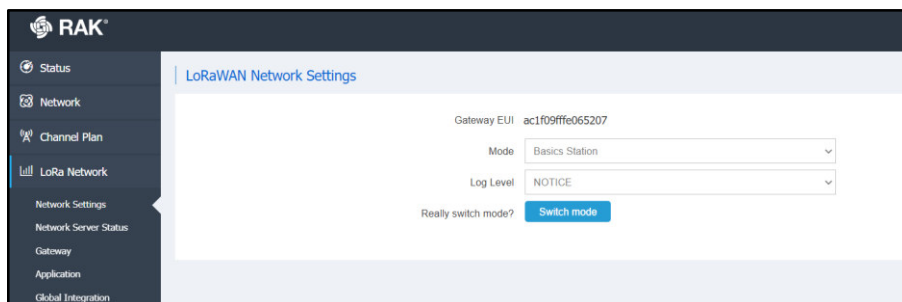 RAK®
Status
Network
Channel Plan
LoRa Network
Network Settings
Network Server Status
Gateway
Application
Global Integration
LoRaWAN Network Settings
Gateway EUI ac1f09fffe065207
Mode Basics Station
Log Level NOTICE
Really switch mode? Switch mode